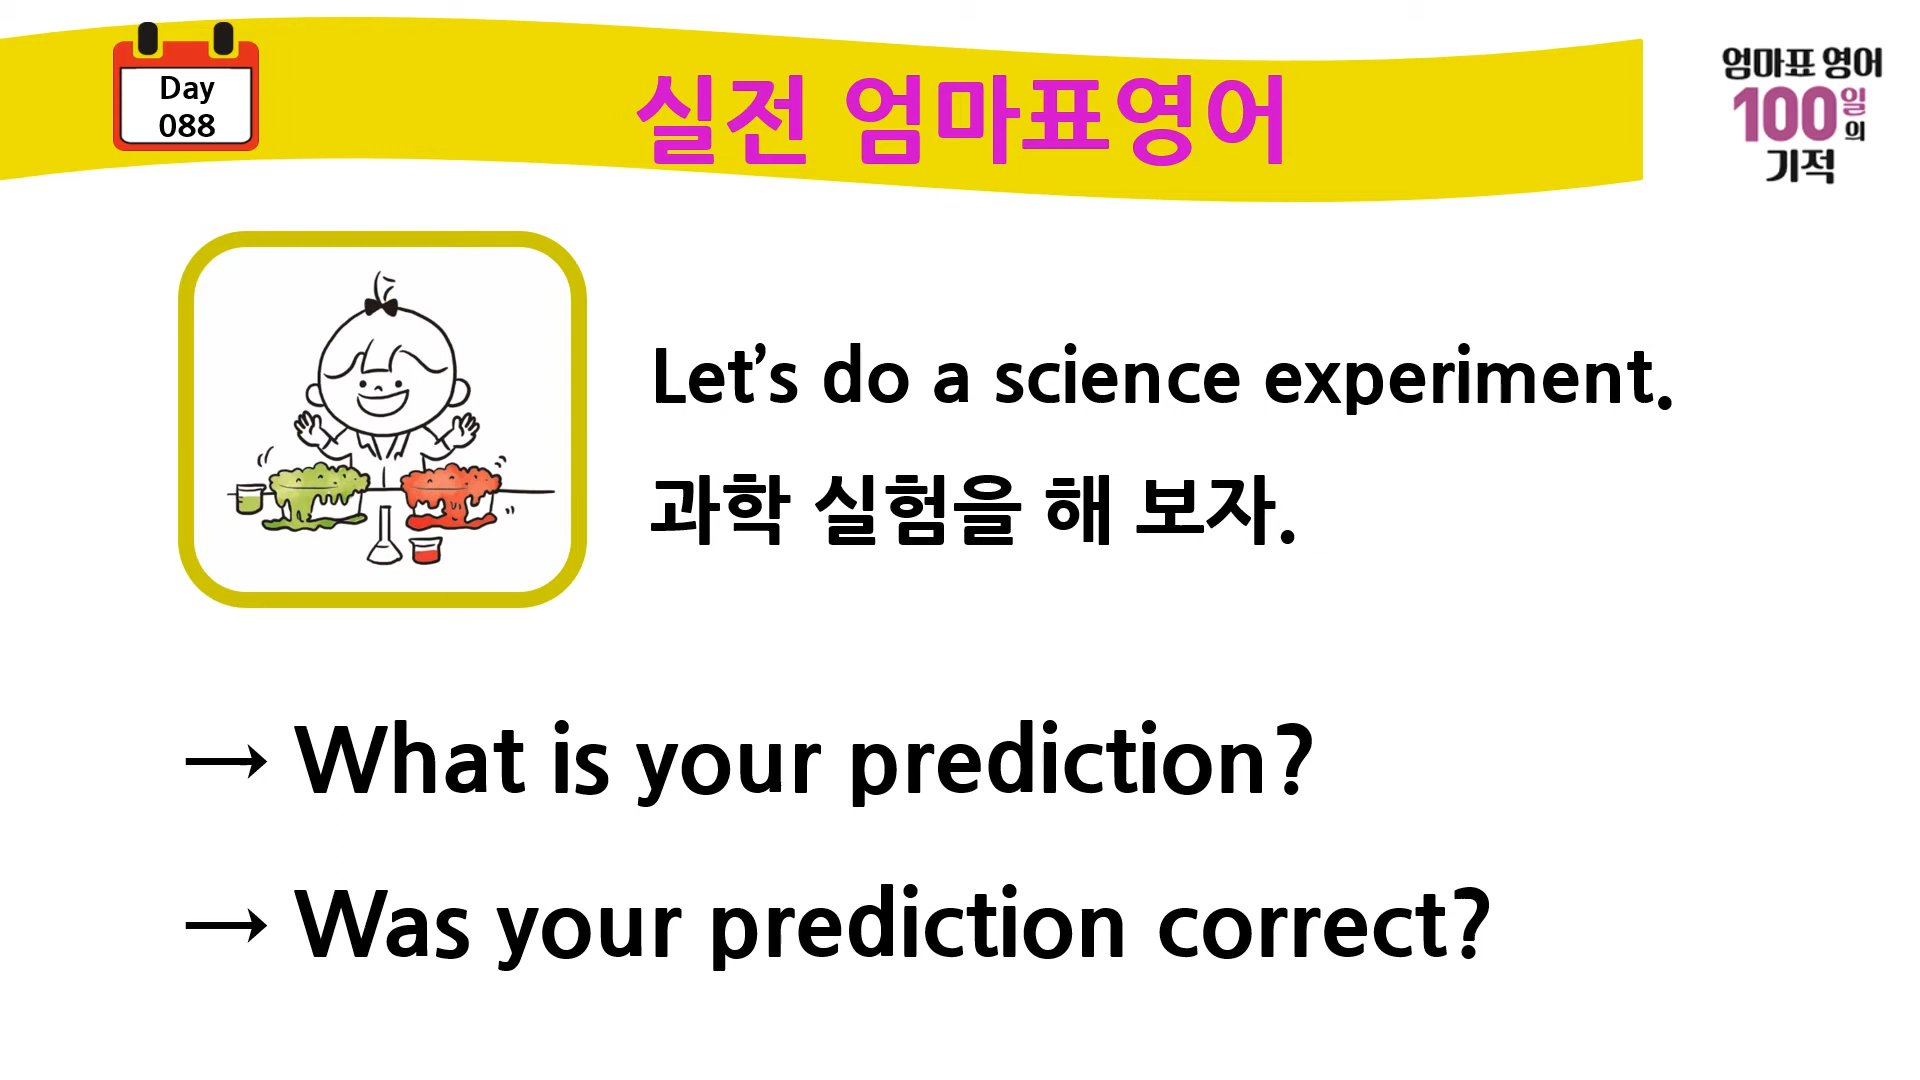 Day
088
실전 엄마표영어
엄마표 영어
100일의
기적
Let's do a science experiment.
과학 실험을 해 보자.
→ What is your prediction?
→ Was your prediction correct?